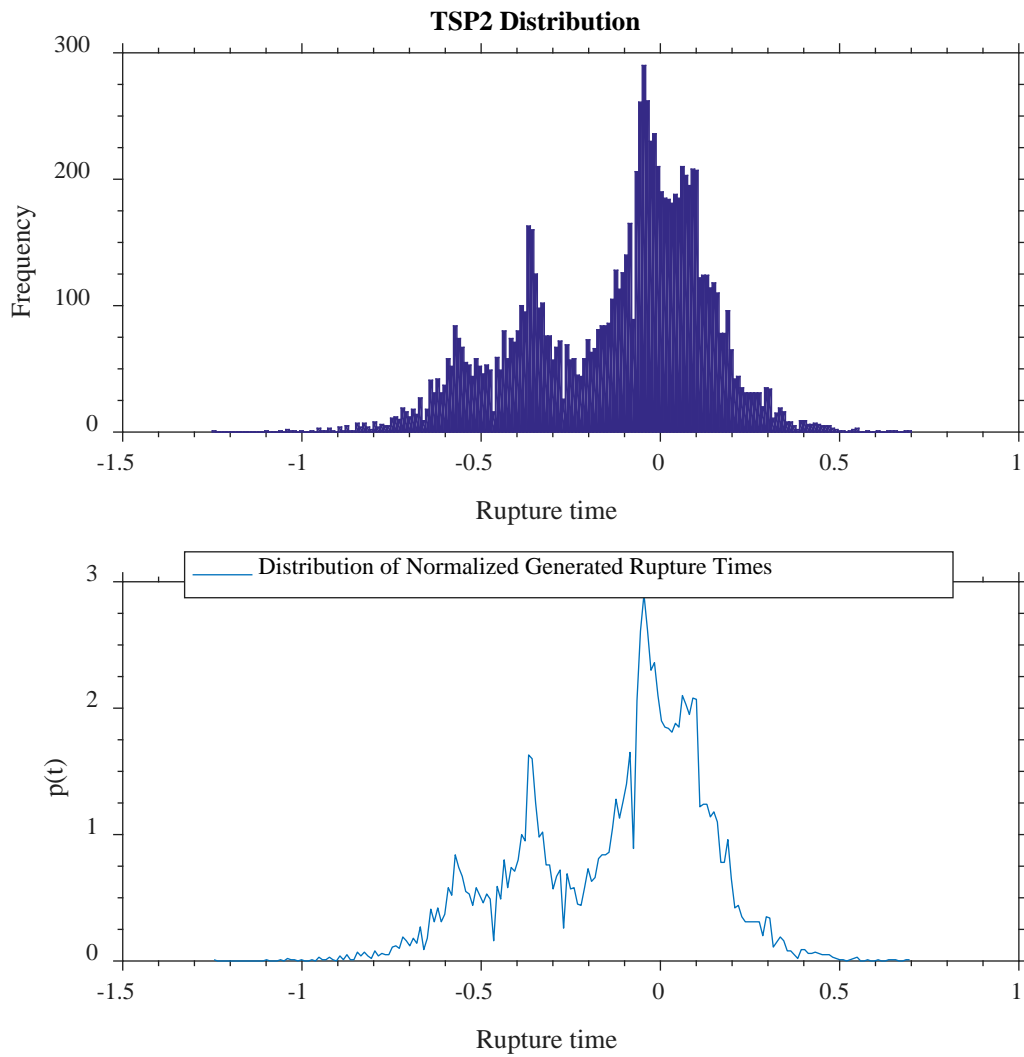 TSP2 Distribution
300
200
100
0
Frequency
-1.5 -1 -0.5 0 0.5 1
Rupture time
Distribution of Normalized Generated Rupture Times
3
2
1
0
p(t)
-1.5 -1 -0.5 0 0.5 1
Rupture time